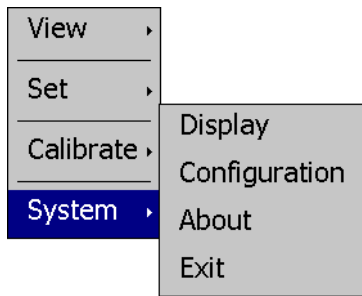 View
Set
Calibrate
System
Display
Configuration
About
Exit